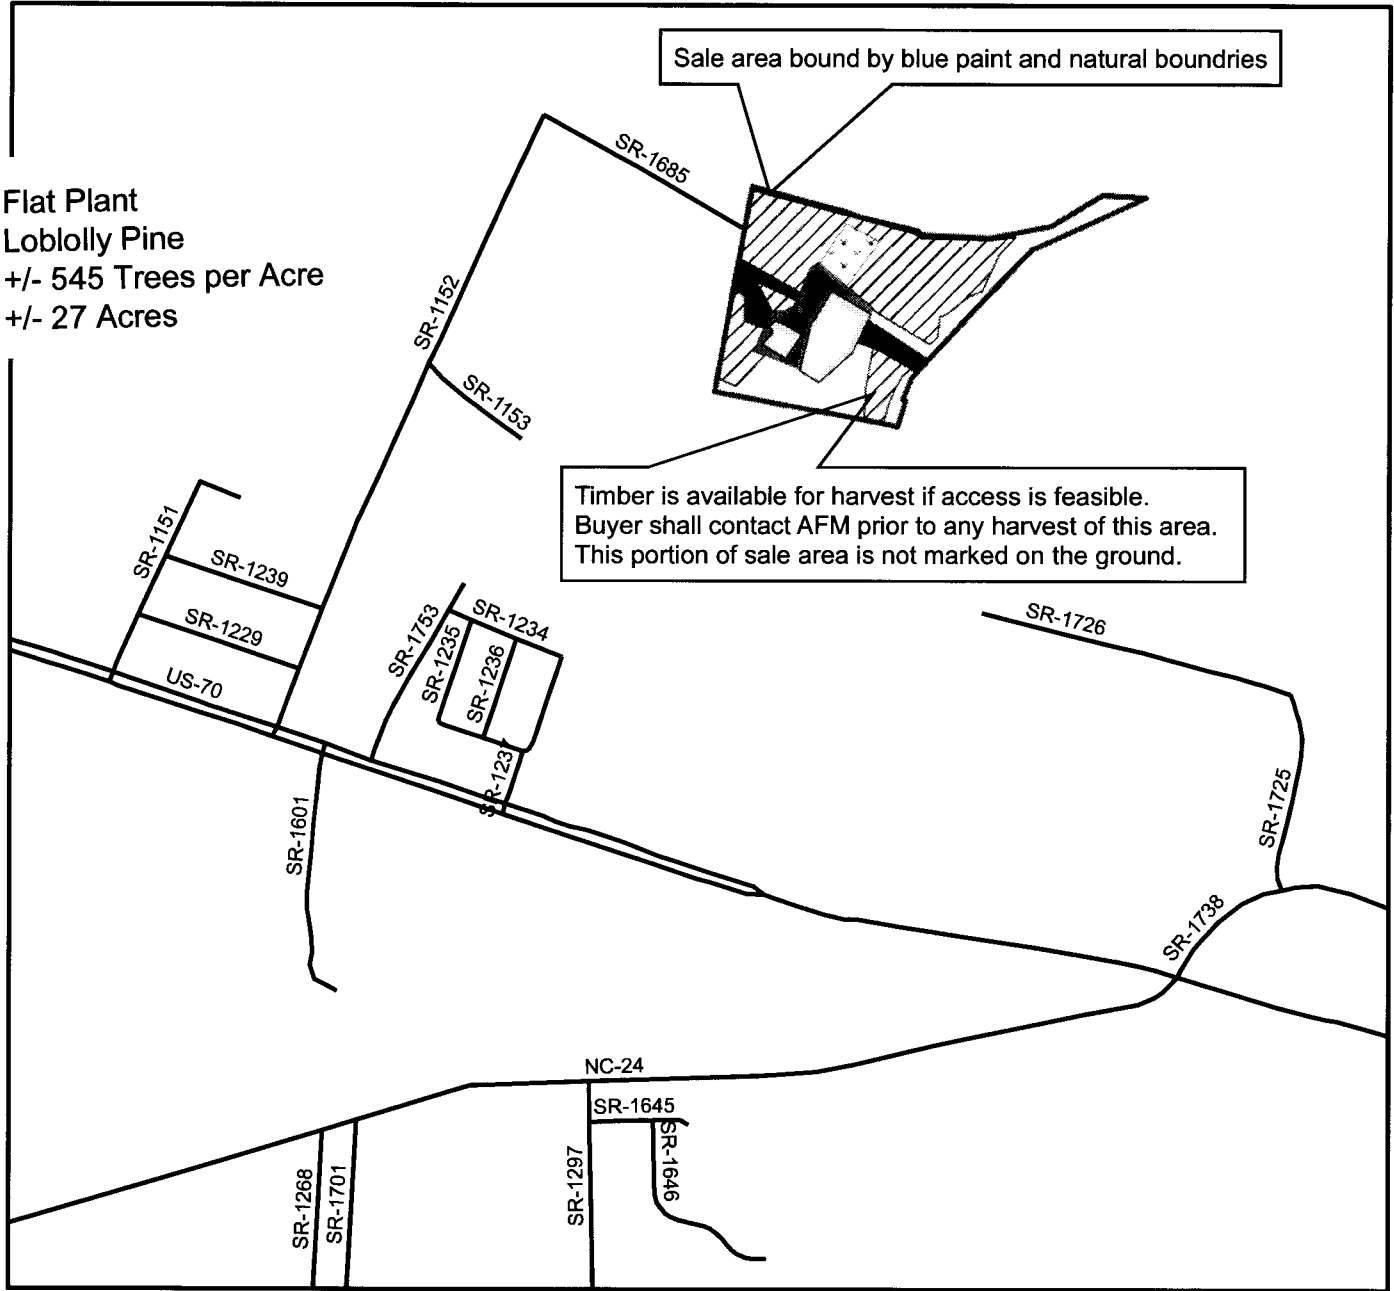 Sale area bound by blue paint and natural boundries
SR-1685
Flat Plant
Loblolly Pine
+/- 545 Trees per Acre
+/- 27 Acres
SR-1152
SR-1153
Timber is available for harvest if access is feasible.
Buyer shall contact AFM prior to any harvest of this area.
This portion of sale area is not marked on the ground.
SR-1151
SR-1239
SR-1229
US-70
SR-1753
SR-1234
SR-1235
SR-1236
SR-1237
SR-1726
SR-1601
SR-1725
SR-1738
NC-24
SR-1645
SR-1646
SR-1297
SR-1268
SR-1701